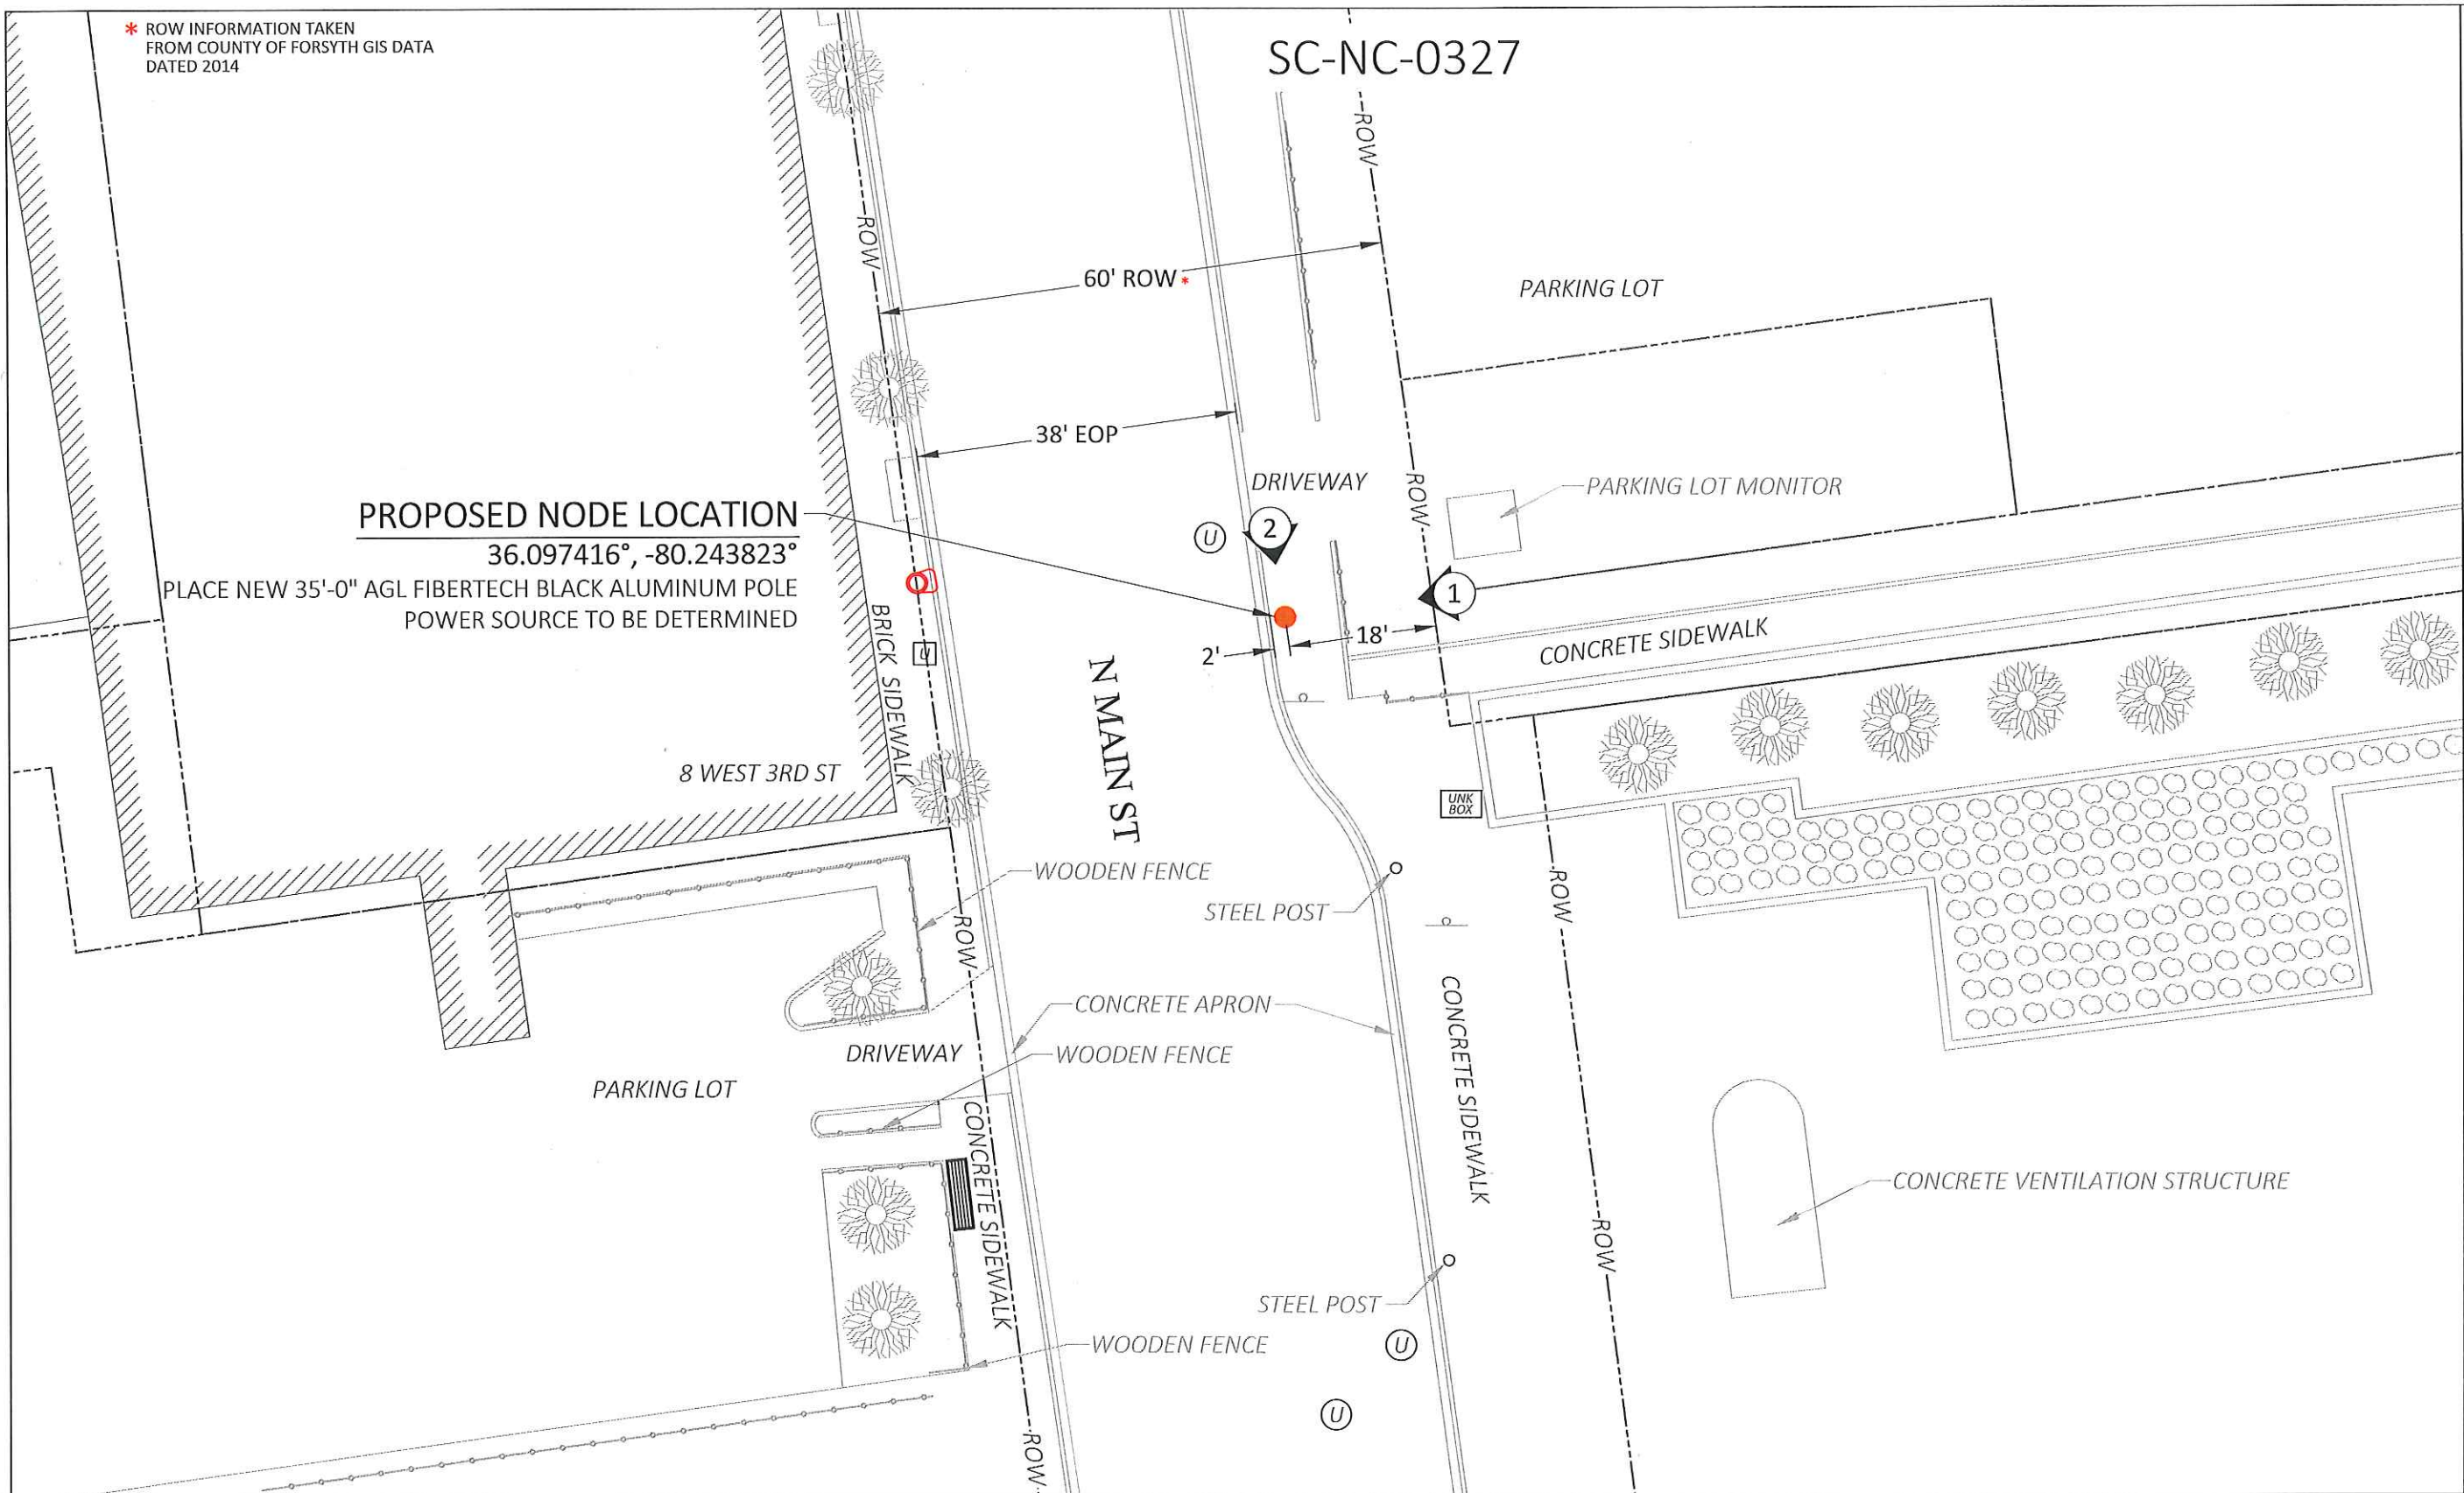 * ROW INFORMATION TAKEN
FROM COUNTY OF FORSYTH GIS DATA
DATED 2014
SC-NC-0327
ROW
ROW
60' ROW *
PARKING LOT
38' EOP
DRIVEWAY
ROW
PARKING LOT MONITOR
PROPOSED NODE LOCATION
36.097416°, -80.243823°
PLACE NEW 35'-0" AGL FIBERTECH BLACK ALUMINUM POLE
POWER SOURCE TO BE DETERMINED
U
2
1
18'
2'
CONCRETE SIDEWALK
U
BRICK SIDEWALK
N MAIN ST
8 WEST 3RD ST
UNK
BOX
WOODEN FENCE
STEEL POST
ROW
ROW
CONCRETE APRON
CONCRETE SIDEWALK
DRIVEWAY
WOODEN FENCE
PARKING LOT
CONCRETE SIDEWALK
CONCRETE VENTILATION STRUCTURE
ROW
STEEL POST
WOODEN FENCE
U
U
ROW